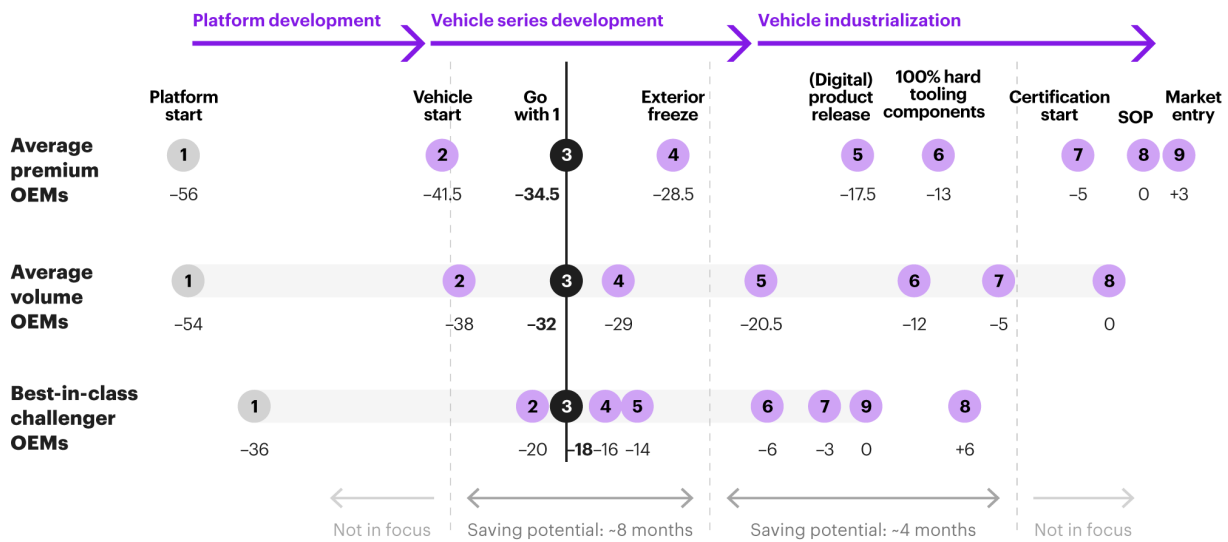 Platform development
Vehicle series development
Vehicle industrialization
Platform
start
Vehicle
start
Go
with 1
Exterior
freeze
(Digital)
product
release
100% hard
tooling
components
Certification
start
SOP
Market
entry
Average
premium
OEMs
1 2 3 4 5 6 7 8 9
–56 –41.5 –34.5 –28.5 –17.5 –13 –5 0 +3
Average
volume
OEMs
1 2 3 4 5 6 7 8
–54 –38 –32 –29 –20.5 –12 –5 0
Best-in-class
challenger
OEMs
1 2 3 4 5 6 7 9 8
–36 –20 –18 –16 –14 –6 –3 0 +6
Not in focus
Saving potential: ~8 months
Saving potential: ~4 months
Not in focus